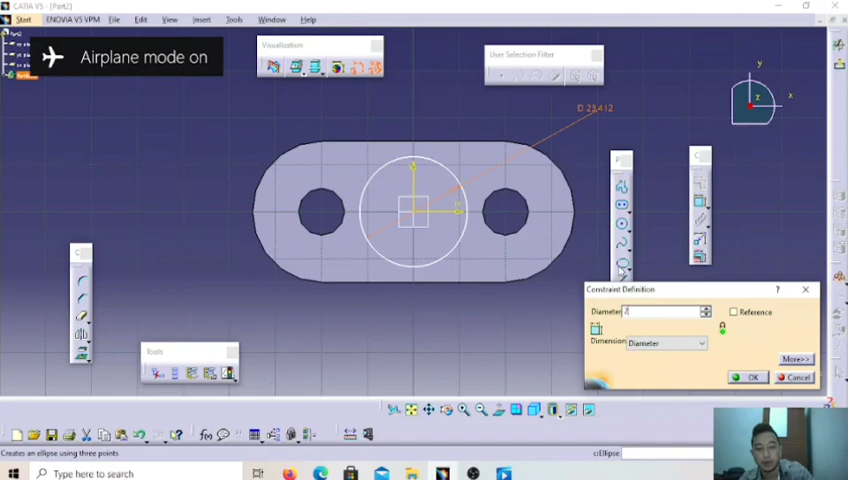 CATIA V5 - [Part2]
Start ENOVIA V5 VPM File Edit View Insert Tools Window Help
Part2
Airplane mode on
Visualization
User Selection Filter
y
x
z
D 23.412
P
C
C
Constraint Definition ?
Diameter
Reference
Dimension Diameter
More>>
OK Cancel
Tools
f(x)
Creates an ellipse using three points
c:Ellipse
Type here to search